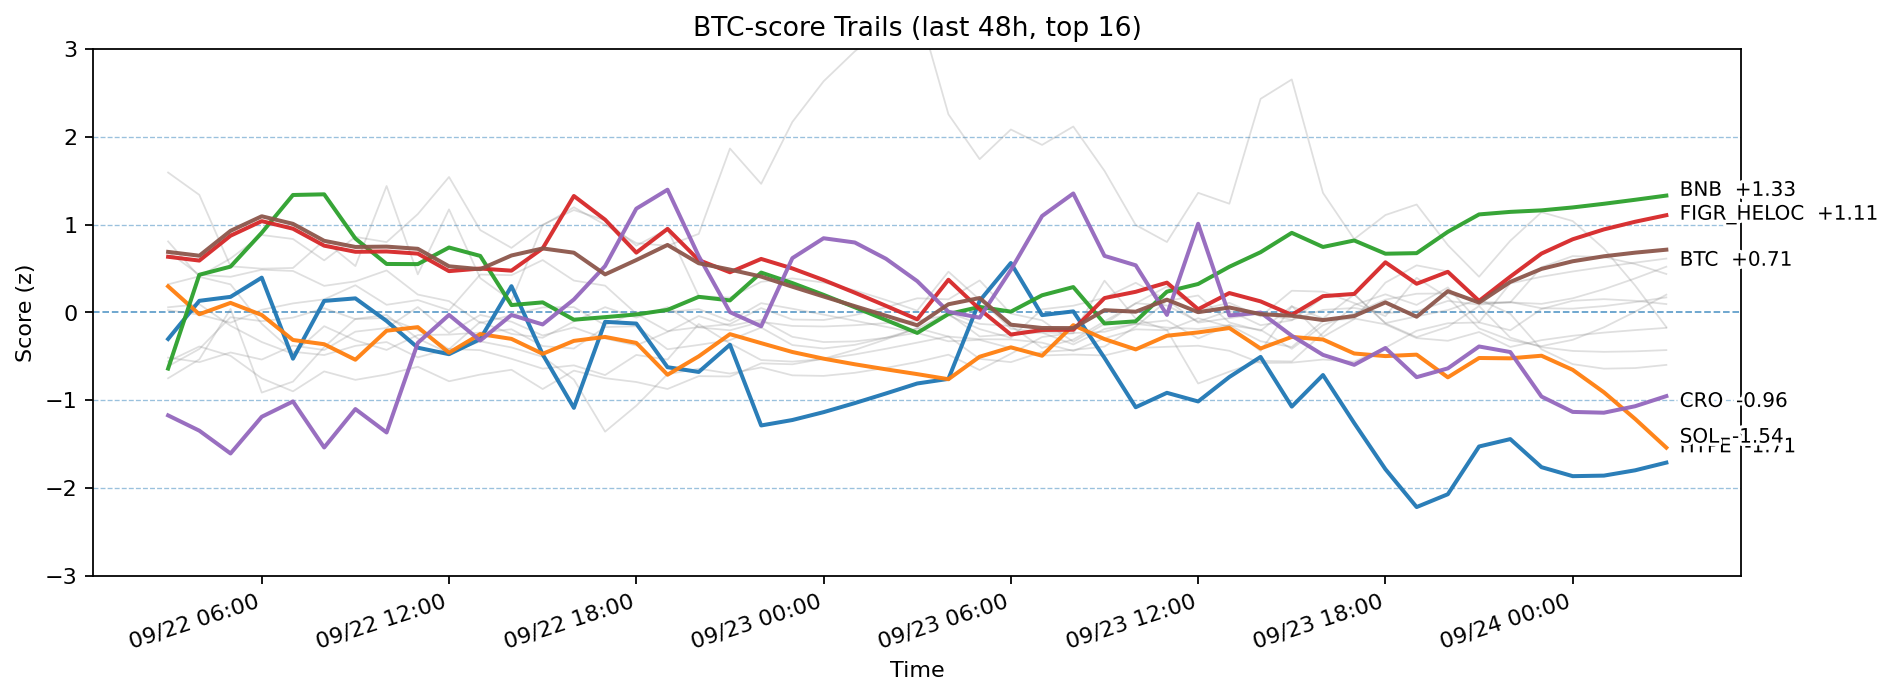 BTC-score Trails (last 48h, top 16)
Score (z)
3
2
1
0
−1
−2
−3
BNB +1.33
FIGR_HELOC +1.11
BTC +0.71
CRO -0.96
SOL -1.54
HYPE -1.71
09/22 06:00
09/22 12:00
09/22 18:00
09/23 00:00
09/23 06:00
09/23 12:00
09/23 18:00
09/24 00:00
Time